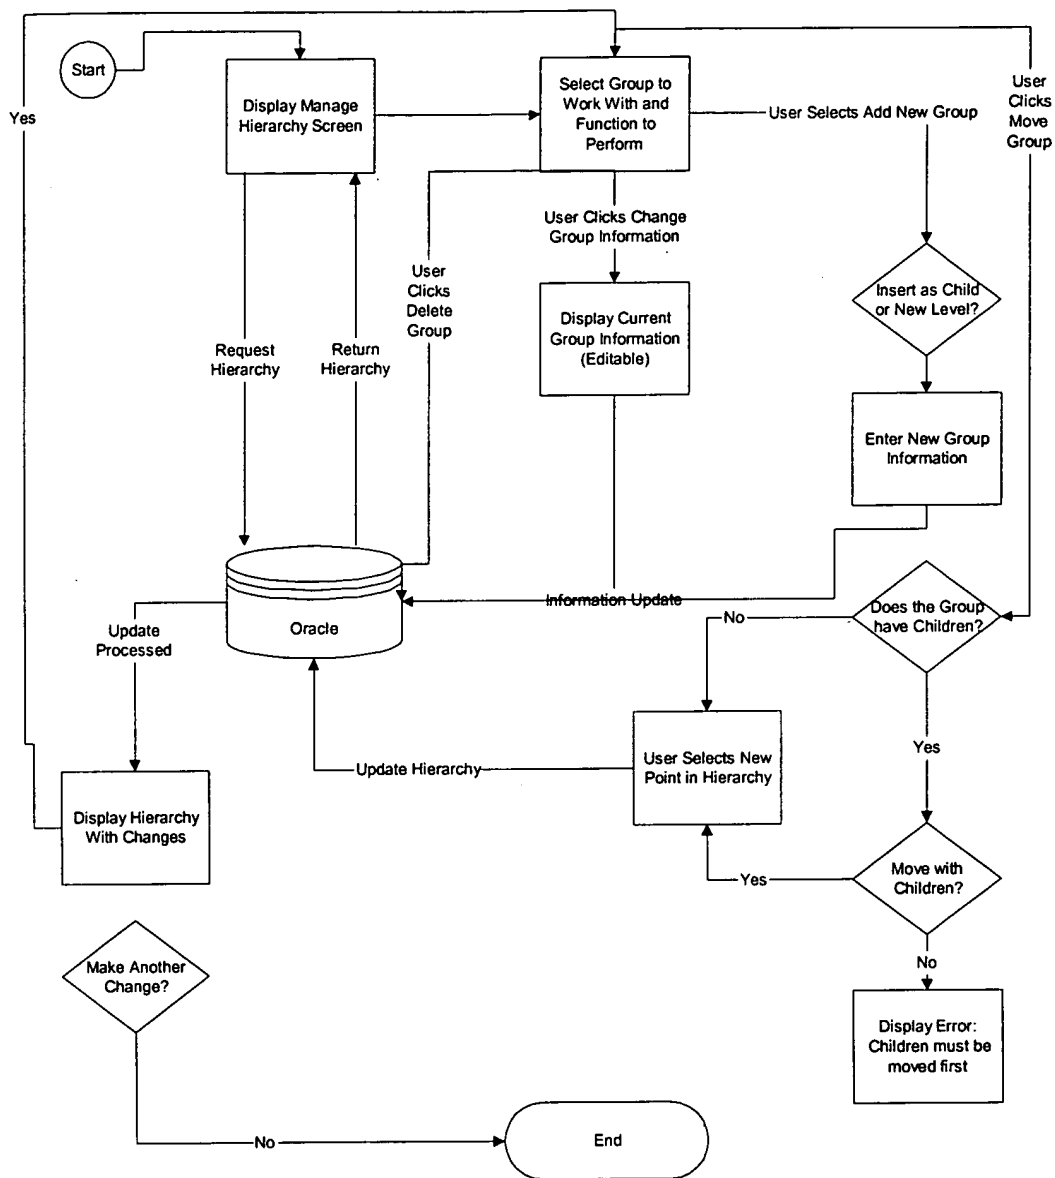 Start
Yes
Display Manage
Hierarchy Screen
Select Group to
Work With and
Function to
Perform
User Selects Add New Group
User
Clicks
Move
Group
User Clicks Change
Group Information
User
Clicks
Delete
Group
Insert as Child
or New Level?
Display Current
Group Information
(Editable)
Request
Hierarchy
Return
Hierarchy
Enter New Group
Information
Information Update
Oracle
Does the Group
have Children?
No
Update
Processed
Yes
User Selects New
Point in Hierarchy
Update Hierarchy
Display Hierarchy
With Changes
Move with
Children?
Yes
No
Make Another
Change?
Display Error:
Children must be
moved first
No
End